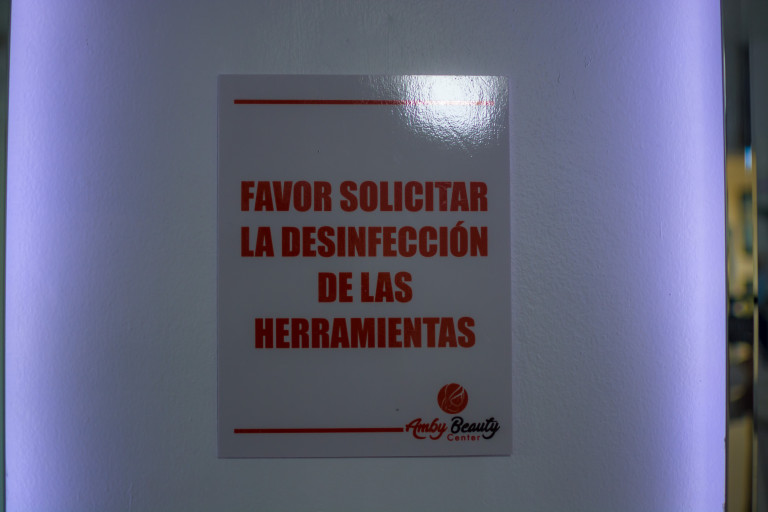 FAVOR SOLICITAR
LA DESINFECCIÓN
DE LAS
HERRAMIENTAS
Amby Beauty
Center